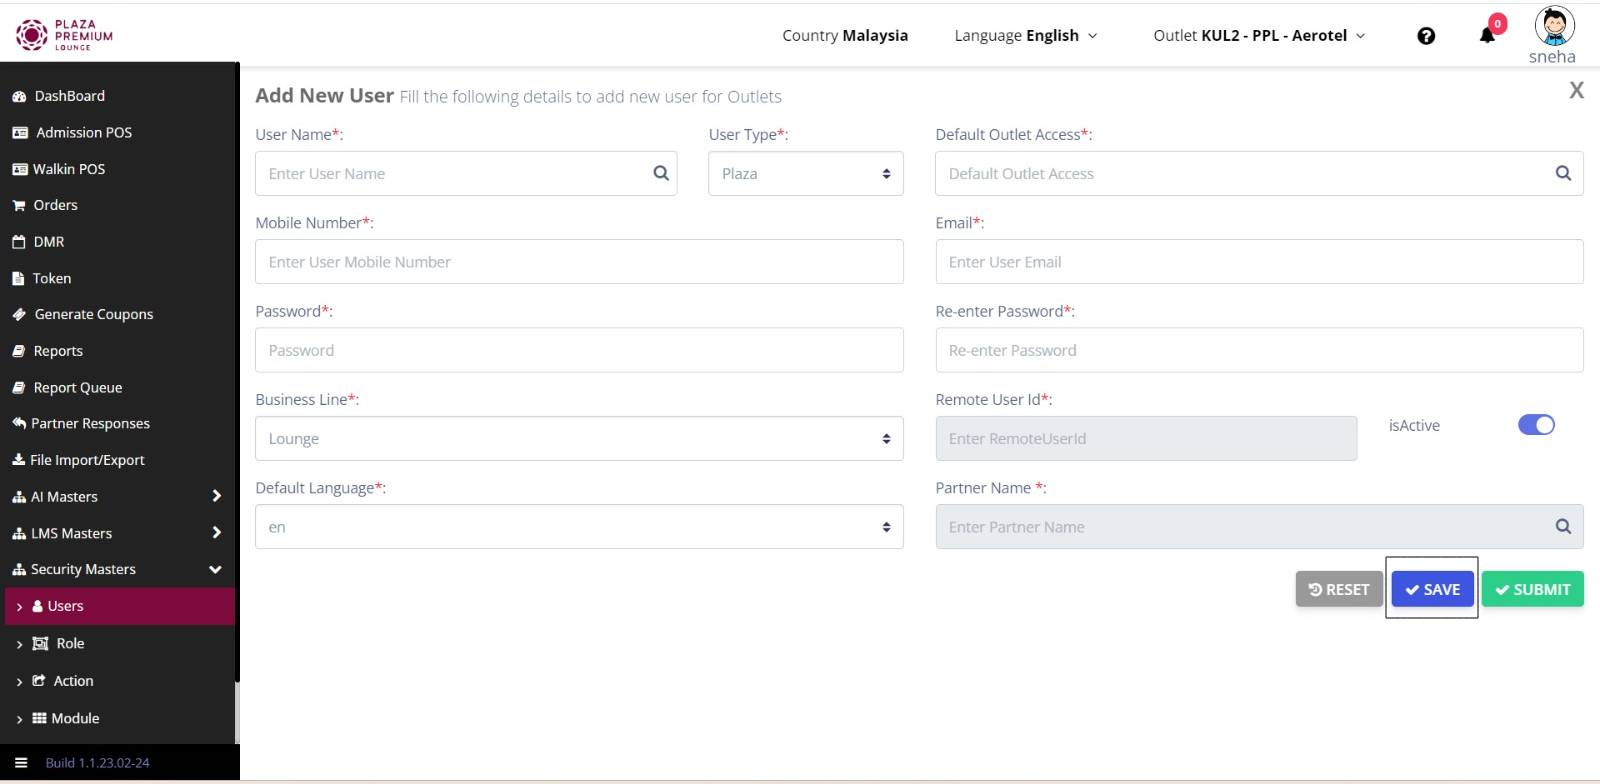 PLAZA
PREMIUM
LOUNGE
Country Malaysia
Language English
Outlet KUL2 - PPL - Aerotel
0
sneha
DashBoard
Admission POS
Walkin POS
Orders
DMR
Token
Generate Coupons
Reports
Report Queue
Partner Responses
File Import/Export
AI Masters
LMS Masters
Security Masters
Users
Role
Action
Module
Build 1.1.23.02-24
Add New User Fill the following details to add new user for Outlets
X
User Name*:
User Type*:
Default Outlet Access*:
Enter User Name
Plaza
Default Outlet Access
Mobile Number*:
Email*:
Enter User Mobile Number
Enter User Email
Password*:
Re-enter Password*:
Password
Re-enter Password
Business Line*:
Remote User Id*:
Lounge
Enter RemoteUserId
isActive
Default Language*:
Partner Name *:
en
Enter Partner Name
RESET
SAVE
SUBMIT